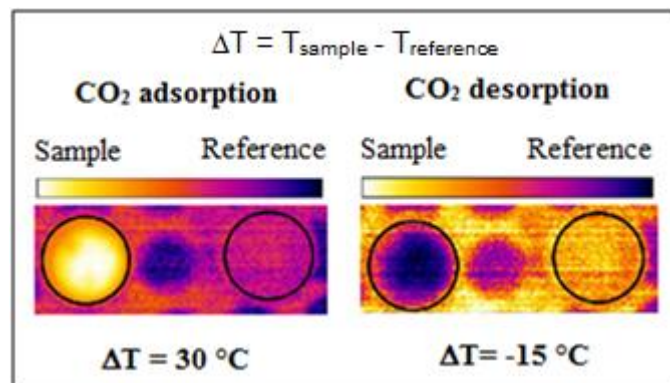 ΔT = Tsample - Treference
CO₂ adsorption
CO₂ desorption
Sample Reference
Sample Reference
ΔT = 30 °C
ΔT= -15 °C